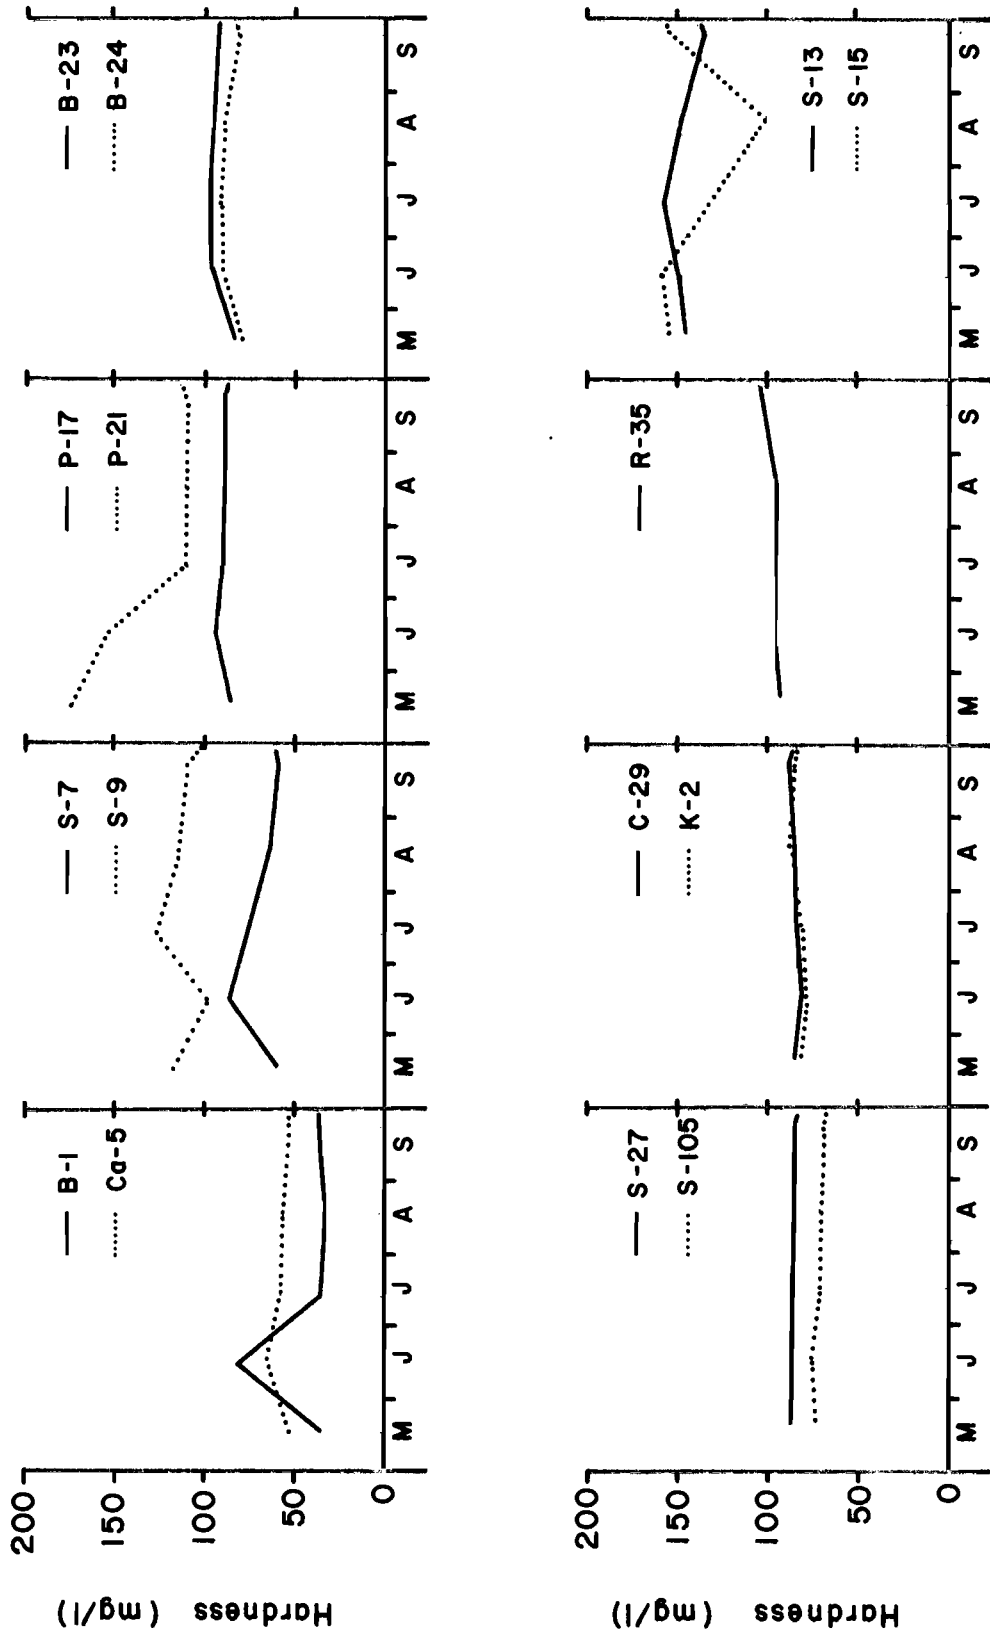 Hardness
(mg/l)
200
150
100
50
0
B-1
Ca-5
M J J A S
S-7
S-9
M J J A S
P-17
P-21
M J J A S
B-23
B-24
M J J A S
Hardness
(mg/l)
200
150
100
50
0
S-27
S-105
M J J A S
C-29
K-2
M J J A S
R-35
M J J A S
S-13
S-15
M J J A S